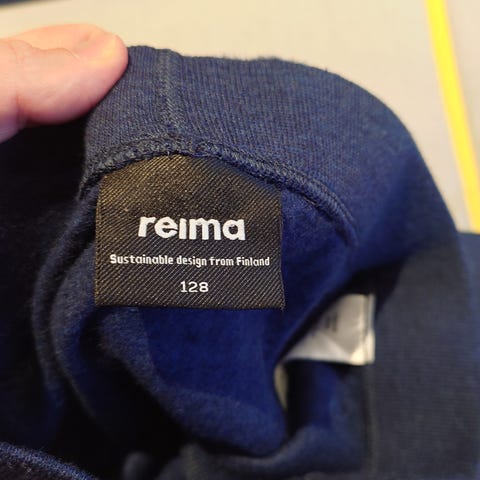 reima
Sustainable design from Finland
128